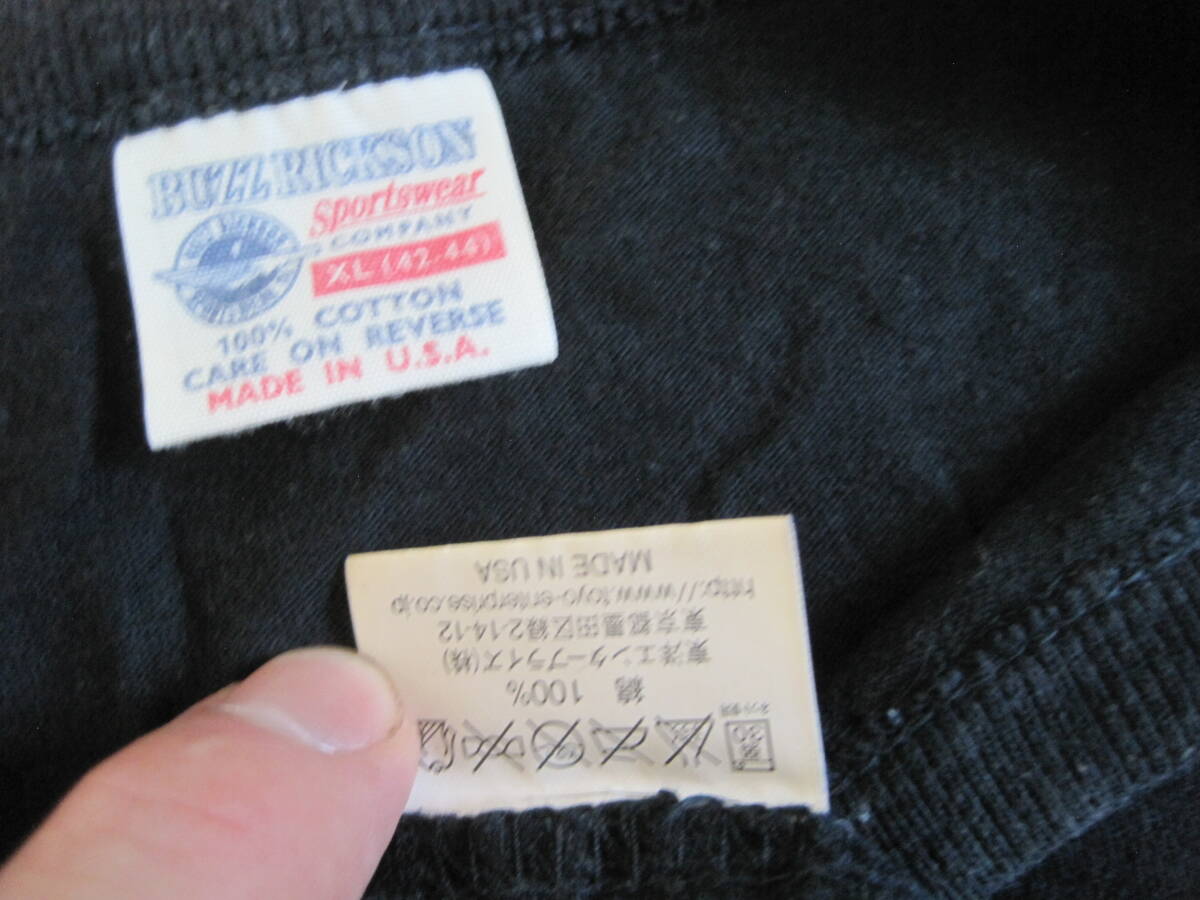 BUZZ RICKSON
Sportswear
COMPANY
XL (42-44)
100% COTTON
CARE ON REVERSE
MADE IN U.S.A.
綿 100%
東洋エンタープライズ(株)
東京都墨田区緑2-14-12
http://www.toyo-enterprise.co.jp
MADE IN USA